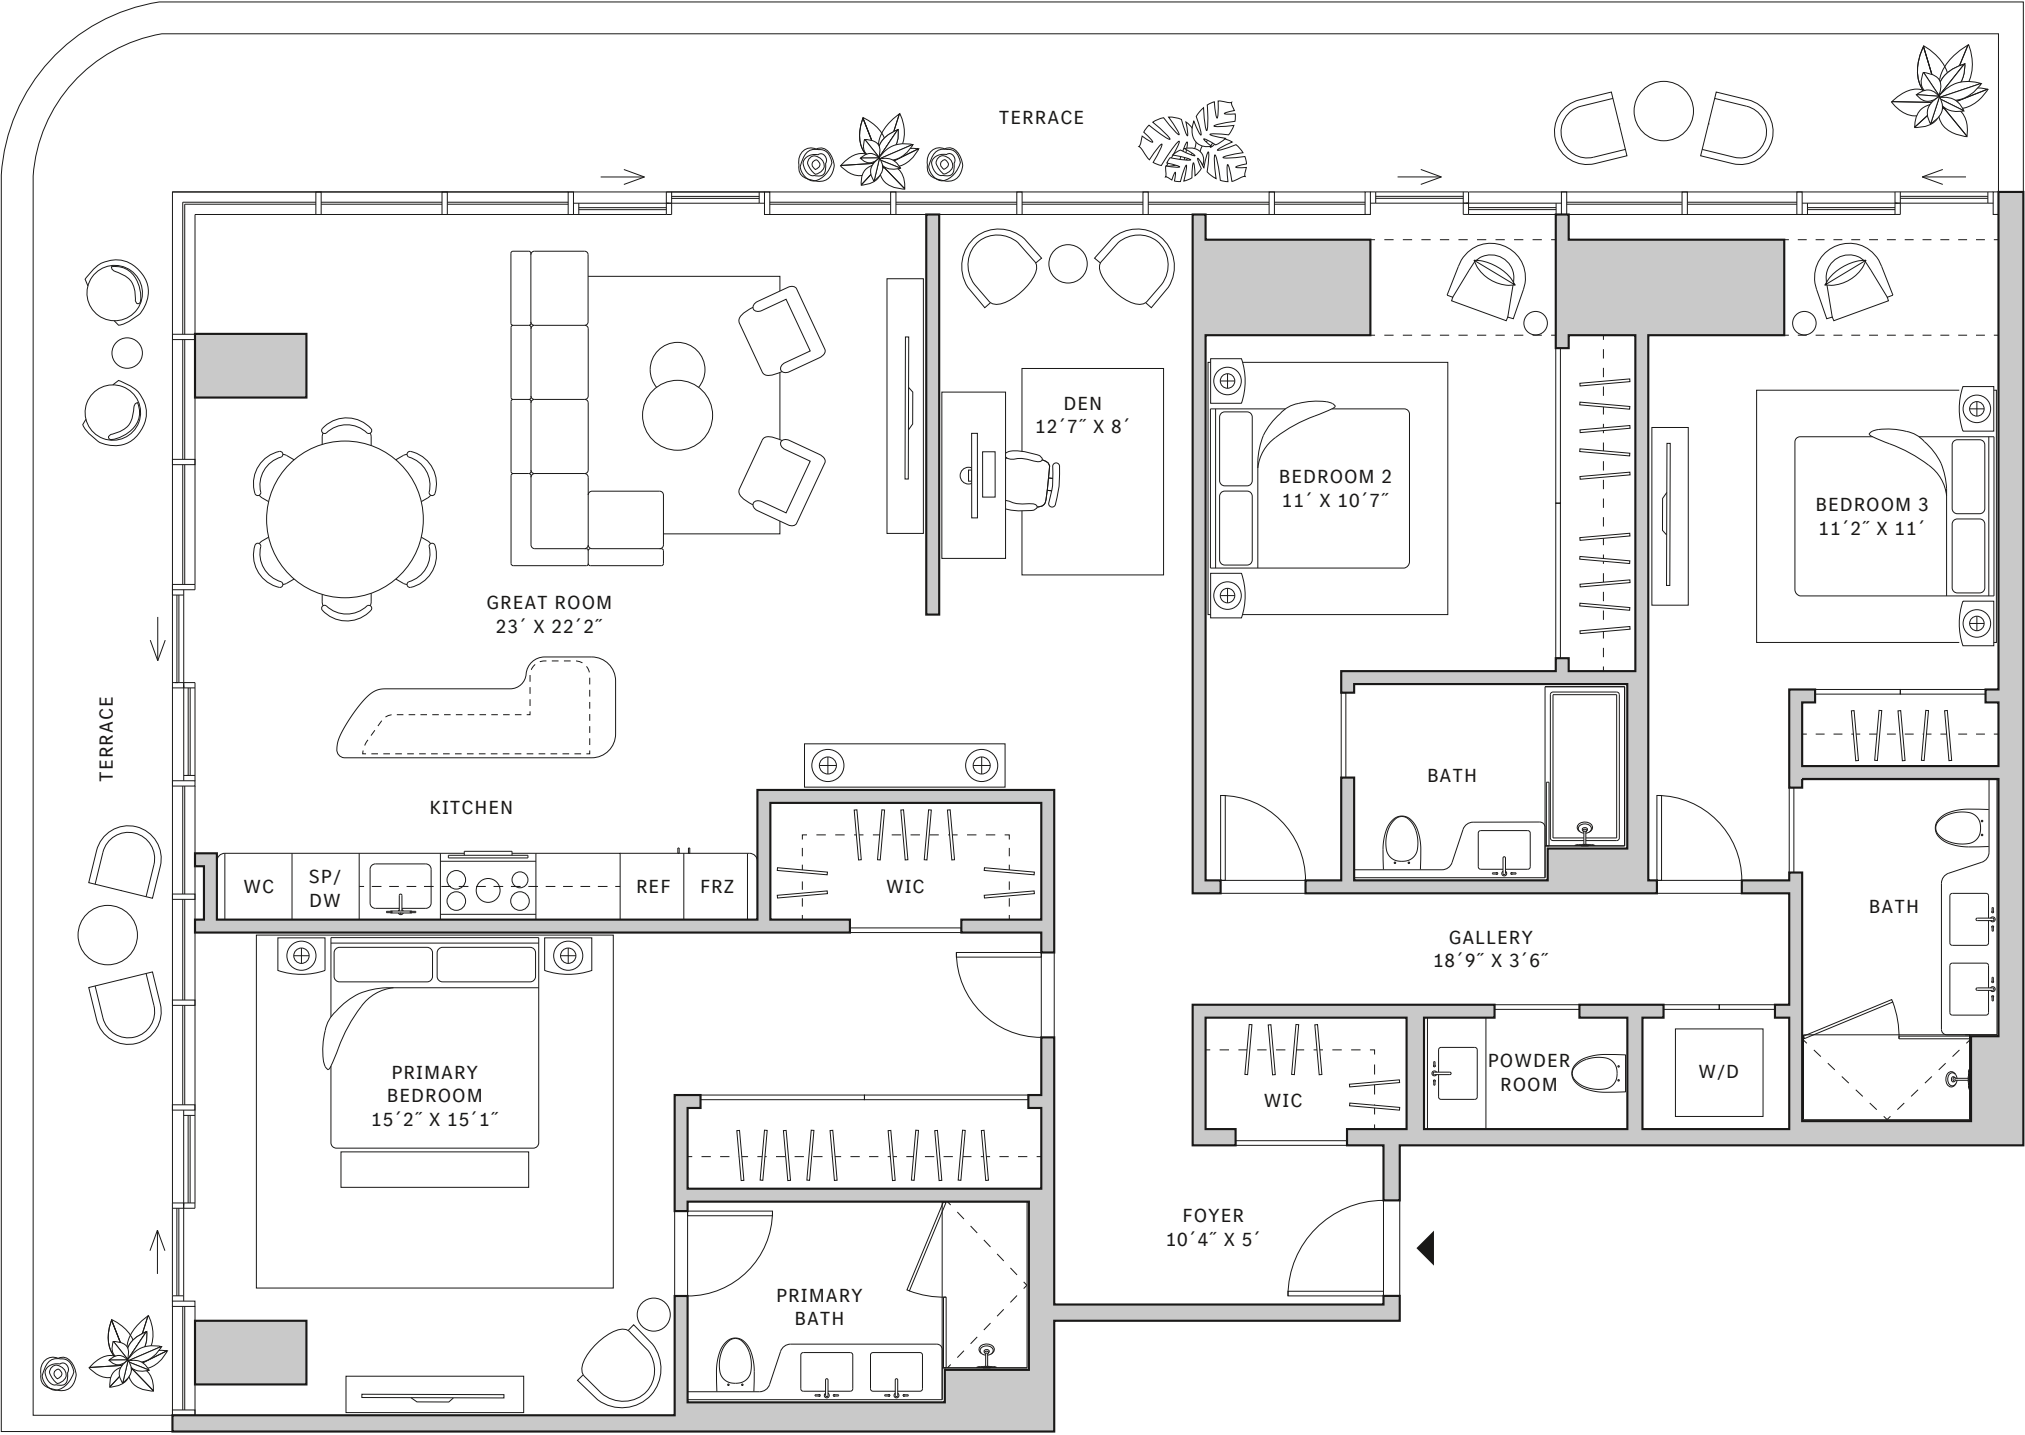 TERRACE
DEN
12′7″ X 8′
BEDROOM 2
11′ X 10′7″
BEDROOM 3
11′2″ X 11′
GREAT ROOM
23′ X 22′2″
TERRACE
KITCHEN
BATH
WC
SP/
DW
REF
FRZ
WIC
BATH
GALLERY
18′9″ X 3′6″
PRIMARY
BEDROOM
15′2″ X 15′1″
WIC
POWDER
ROOM
W/D
FOYER
10′4″ X 5′
PRIMARY
BATH